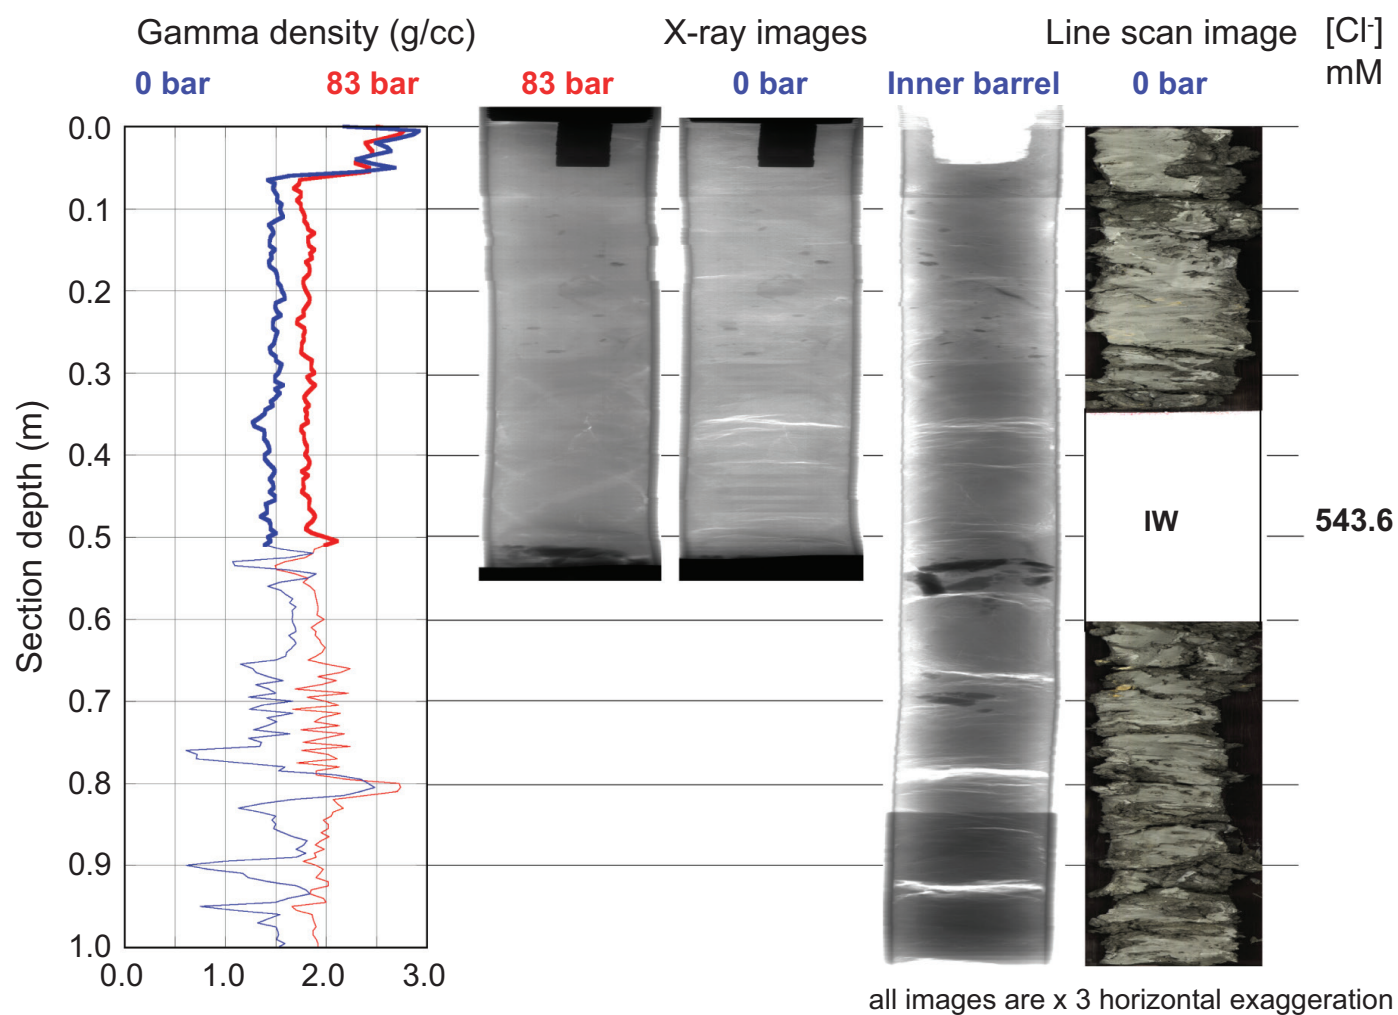 Gamma density (g/cc) X-ray images Line scan image [Cl-]
mM
0 bar 83 bar 83 bar 0 bar Inner barrel 0 bar
Section depth (m)
0.0
0.1
0.2
0.3
0.4
0.5
0.6
0.7
0.8
0.9
1.0
IW 543.6
0.0 1.0 2.0 3.0
all images are x 3 horizontal exaggeration